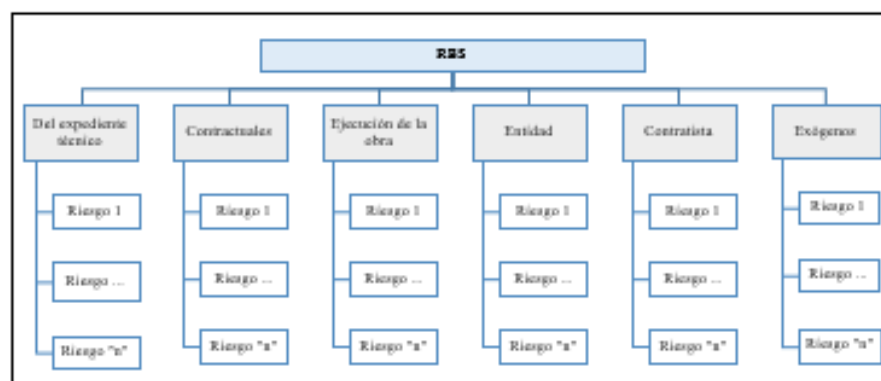 RBS
Del expediente
técnico
Contractuales
Ejecución de la
obra
Entidad
Contratista
Exógenos
Riesgo 1
Riesgo 1
Riesgo 1
Riesgo 1
Riesgo 1
Riesgo 1
Riesgo ...
Riesgo ...
Riesgo ...
Riesgo ...
Riesgo ...
Riesgo ...
Riesgo "n"
Riesgo "n"
Riesgo "n"
Riesgo "n"
Riesgo "n"
Riesgo "n"